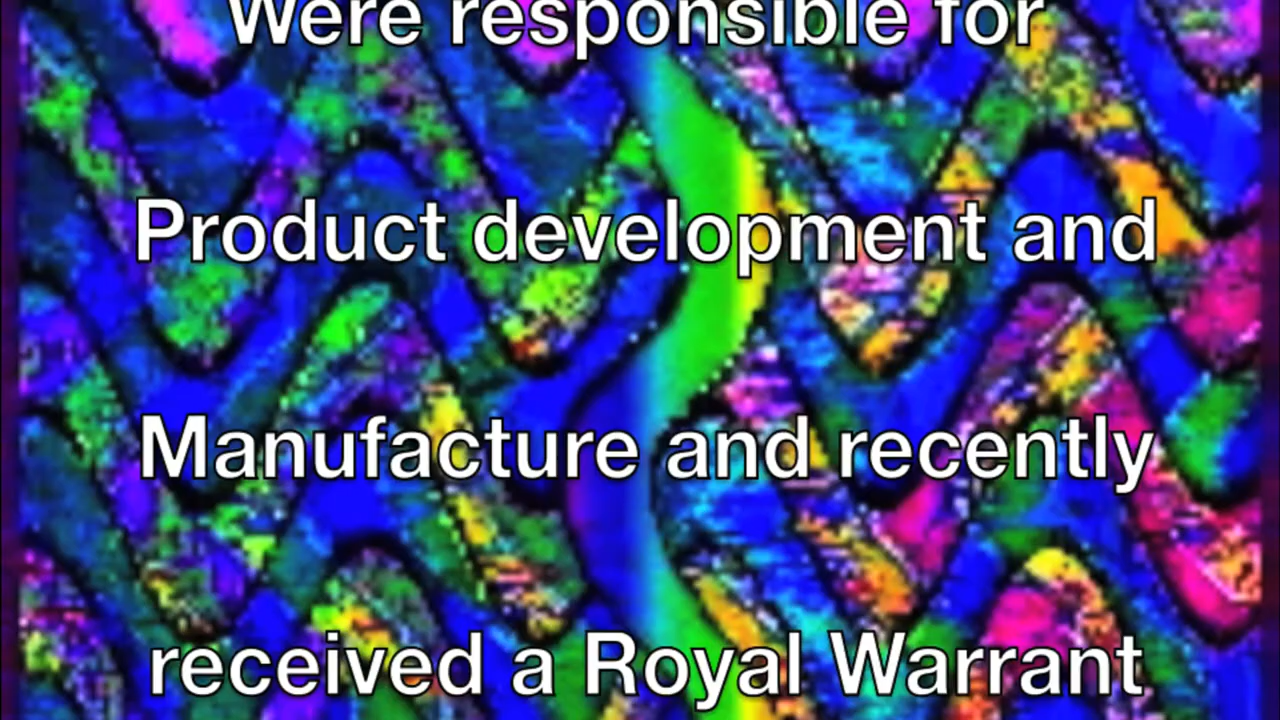 Were responsible for
Product development and
Manufacture and recently
received a Royal Warrant